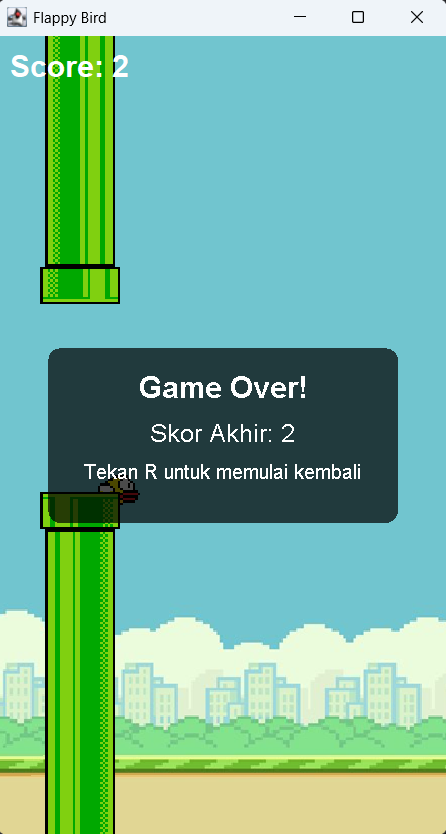 Flappy Bird
Score: 2
Game Over!
Skor Akhir: 2
Tekan R untuk memulai kembali